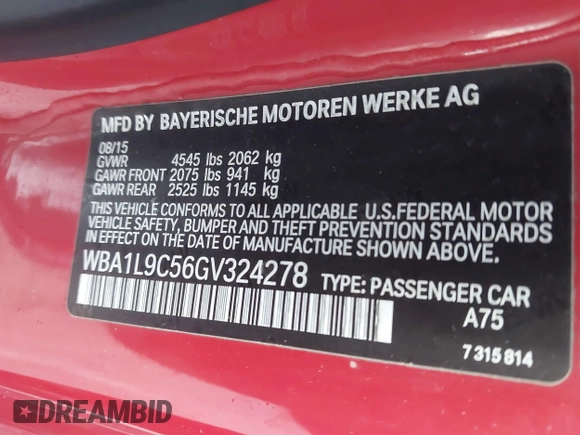 MFD BY BAYERISCHE MOTOREN WERKE AG
08/15
GVWR 4545 lbs 2062 kg
GAWR FRONT 2075 lbs 941 kg
GAWR REAR 2525 lbs 1145 kg
THIS VEHICLE CONFORMS TO ALL APPLICABLE U.S.FEDERAL MOTOR
VEHICLE SAFETY, BUMPER AND THEFT PREVENTION STANDARDS
IN EFFECT ON THE DATE OF MANUFACTURE SHOWN ABOVE.
WBA1L9C56GV324278 TYPE: PASSENGER CAR
A75
7 315 814
DREAMBID